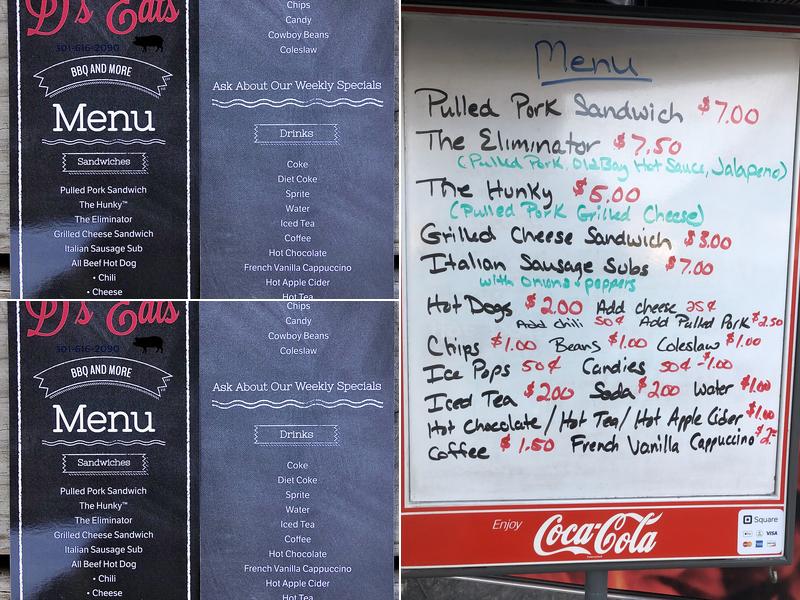 D's Eats
301-616-2090
BBQ AND MORE
Menu
Sandwiches
Pulled Pork Sandwich
The Hunky™
The Eliminator
Grilled Cheese Sandwich
Italian Sausage Sub
All Beef Hot Dog
• Chili
• Cheese
Chips
Candy
Cowboy Beans
Coleslaw
Ask About Our Weekly Specials
Drinks
Coke
Diet Coke
Sprite
Water
Iced Tea
Coffee
Hot Chocolate
French Vanilla Cappuccino
Hot Apple Cider
Hot Tea
D's Eats
301-616-2090
BBQ AND MORE
Menu
Sandwiches
Pulled Pork Sandwich
The Hunky™
The Eliminator
Grilled Cheese Sandwich
Italian Sausage Sub
All Beef Hot Dog
• Chili
• Cheese
Chips
Candy
Cowboy Beans
Coleslaw
Ask About Our Weekly Specials
Drinks
Coke
Diet Coke
Sprite
Water
Iced Tea
Coffee
Hot Chocolate
French Vanilla Cappuccino
Hot Apple Cider
Hot Tea
Menu
Pulled Pork Sandwich $7.00
The Eliminator $7.50
(Pulled Pork, Old Bay Hot Sauce, Jalapeno)
The Hunky $5.00
(Pulled Pork Grilled Cheese)
Grilled Cheese Sandwich $3.00
Italian Sausage Subs $7.00
with onions + peppers
Hot Dogs $2.00 Add cheese 25¢
Add chili 50¢ Add Pulled Pork $2.50
Chips $1.00 Beans $1.00 Coleslaw $1.00
Ice Pops 50¢ Candies 50¢-$1.00
Iced Tea $2.00 Soda $2.00 Water $1.00
Hot Chocolate / Hot Tea / Hot Apple Cider $1.00
Coffee $1.50 French Vanilla Cappuccino
Enjoy Coca-Cola
Square
VISA